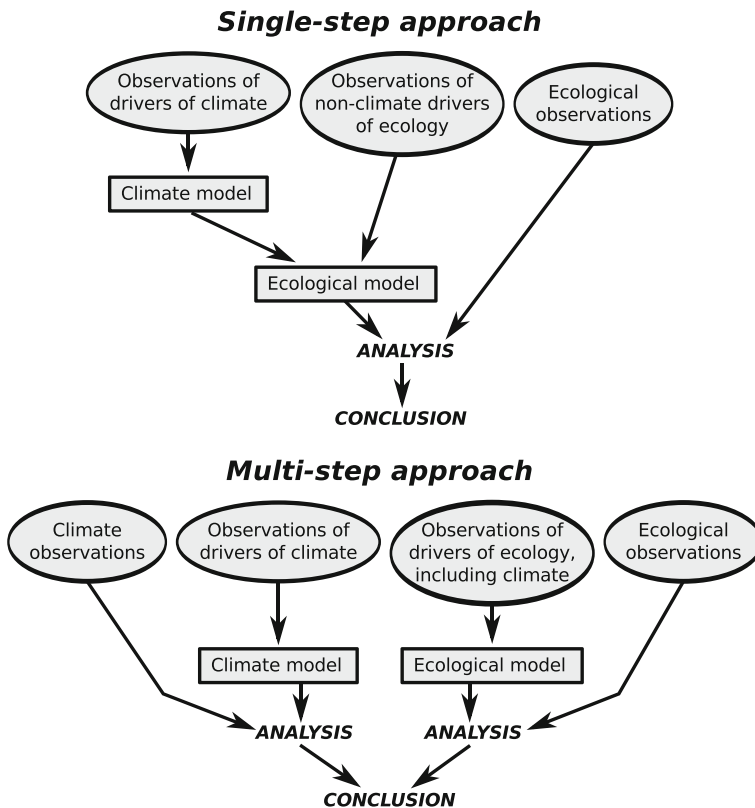 Single-step approach
Observations of
drivers of climate
Observations of
non-climate drivers
of ecology
Ecological
observations
Climate model
Ecological model
ANALYSIS
CONCLUSION
Multi-step approach
Climate
observations
Observations of
drivers of climate
Observations of
drivers of ecology,
including climate
Ecological
observations
Climate model
Ecological model
ANALYSIS
ANALYSIS
CONCLUSION